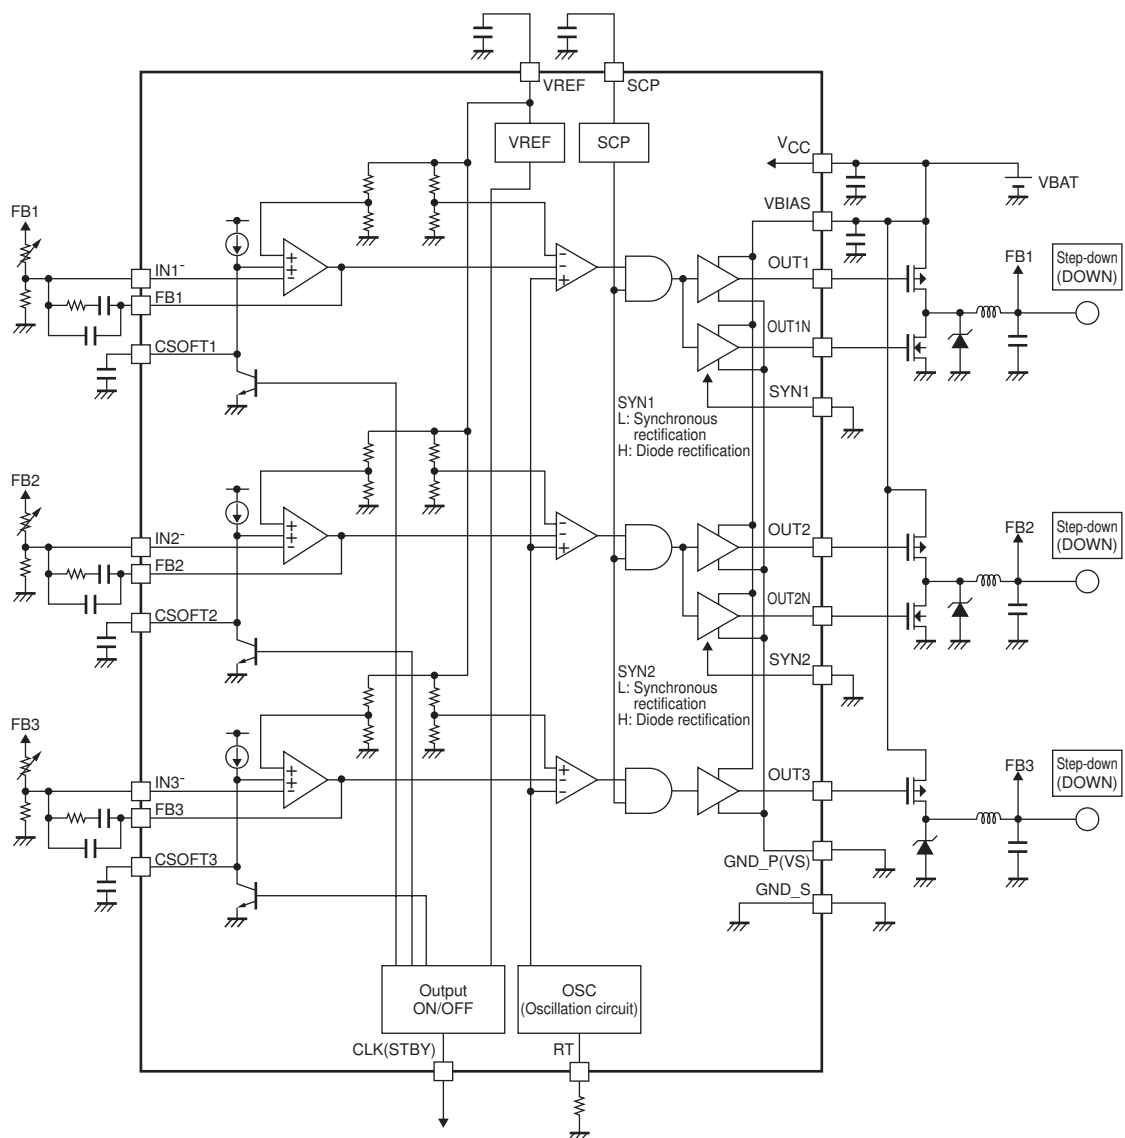 VREF
SCP
VREF
SCP
VCC
VBAT
FB1
VBIAS
IN1-
OUT1
FB1
Step-down
(DOWN)
FB1
OUT1N
CSOFT1
SYN1
SYN1
L: Synchronous
rectification
H: Diode rectification
FB2
IN2-
OUT2
FB2
Step-down
(DOWN)
FB2
OUT2N
CSOFT2
SYN2
SYN2
L: Synchronous
rectification
H: Diode rectification
FB3
IN3-
OUT3
FB3
Step-down
(DOWN)
FB3
CSOFT3
GND_P(VS)
GND_S
Output
ON/OFF
OSC
(Oscillation circuit)
CLK(STBY)
RT
+
+
-
-
-
+
+
+
-
-
-
+
+
+
-
+
-
-